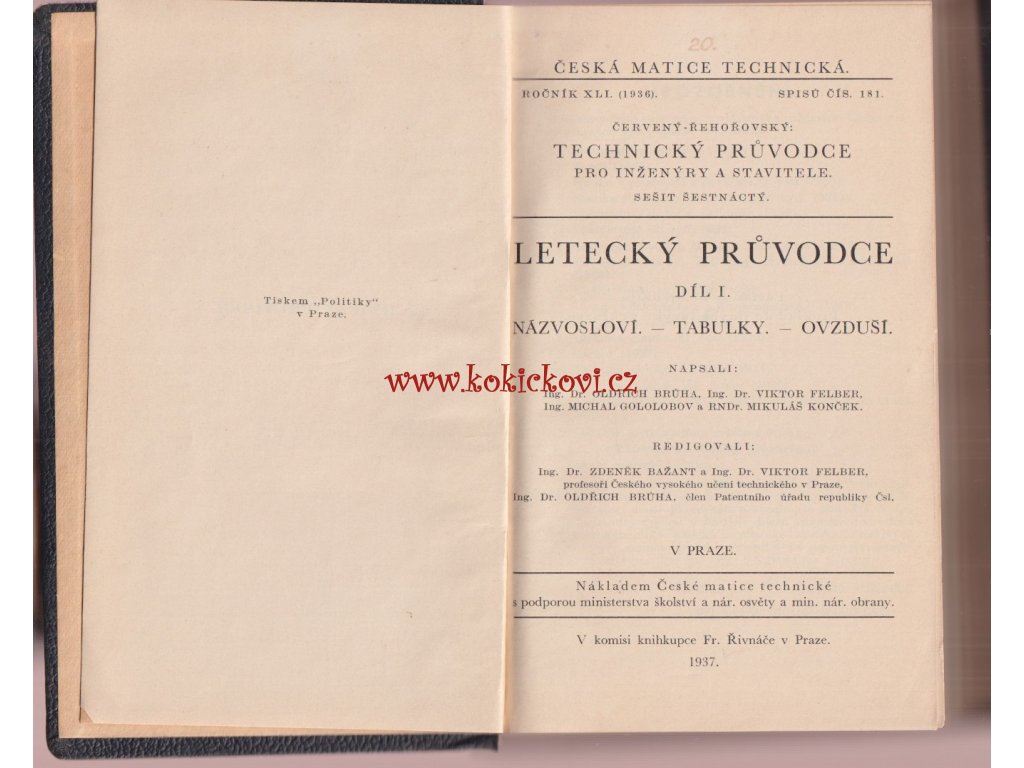 Tiskem „Politiky“
v Praze.
20.
ČESKÁ MATICE TECHNICKÁ.
ROČNÍK XLI. (1936). SPISŮ ČÍS. 181.
ČERVENÝ-ŘEHOŘOVSKÝ:
TECHNICKÝ PRŮVODCE
PRO INŽENÝRY A STAVITELE.
SEŠIT ŠESTNÁCTÝ.
LETECKÝ PRŮVODCE
DÍL I.
NÁZVOSLOVÍ. — TABULKY. — OVZDUŠÍ.
NAPSALI:
www.kokickovi.cz
Ing. Dr. OLDŘICH BRŮHA, Ing. Dr. VIKTOR FELBER,
Ing. MICHAL GOLOLOBOV a RNDr. MIKULÁŠ KONČEK.
REDIGOVALI:
Ing. Dr. ZDENĚK BAŽANT a Ing. Dr. VIKTOR FELBER,
profesoři Českého vysokého učení technického v Praze,
Ing. Dr. OLDŘICH BRŮHA, člen Patentního úřadu republiky Čsl.
V PRAZE.
Nákladem České matice technické
s podporou ministerstva školství a nár. osvěty a min. nár. obrany.
V komisi knihkupce Fr. Řivnáče v Praze.
1937.